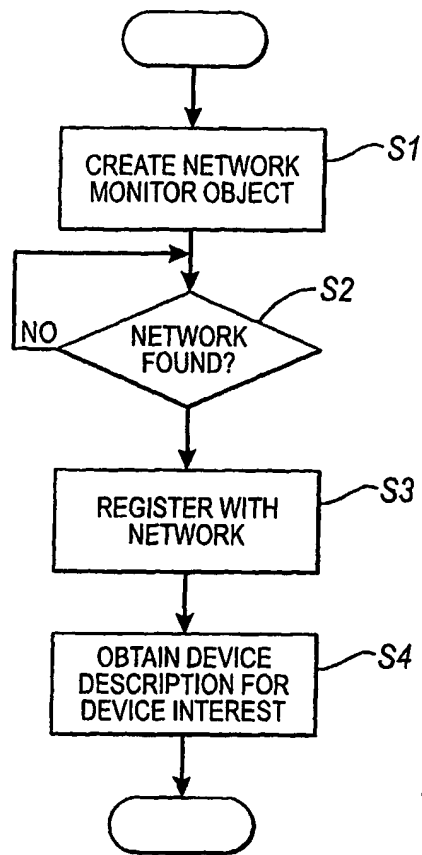 CREATE NETWORK
MONITOR OBJECT
S1
NETWORK
FOUND?
S2
NO
REGISTER WITH
NETWORK
S3
OBTAIN DEVICE
DESCRIPTION FOR
DEVICE INTEREST
S4